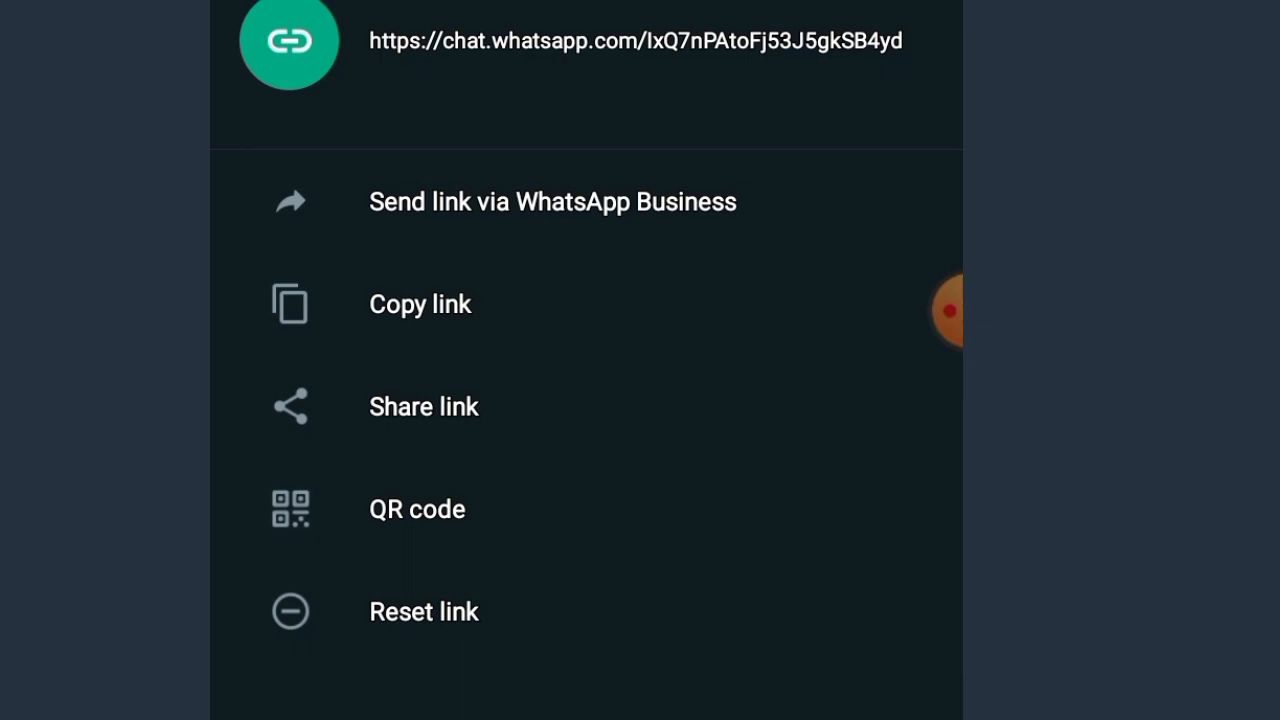 https://chat.whatsapp.com/IxQ7nPAtoFj53J5gkSB4yd
Send link via WhatsApp Business
Copy link
Share link
QR code
Reset link